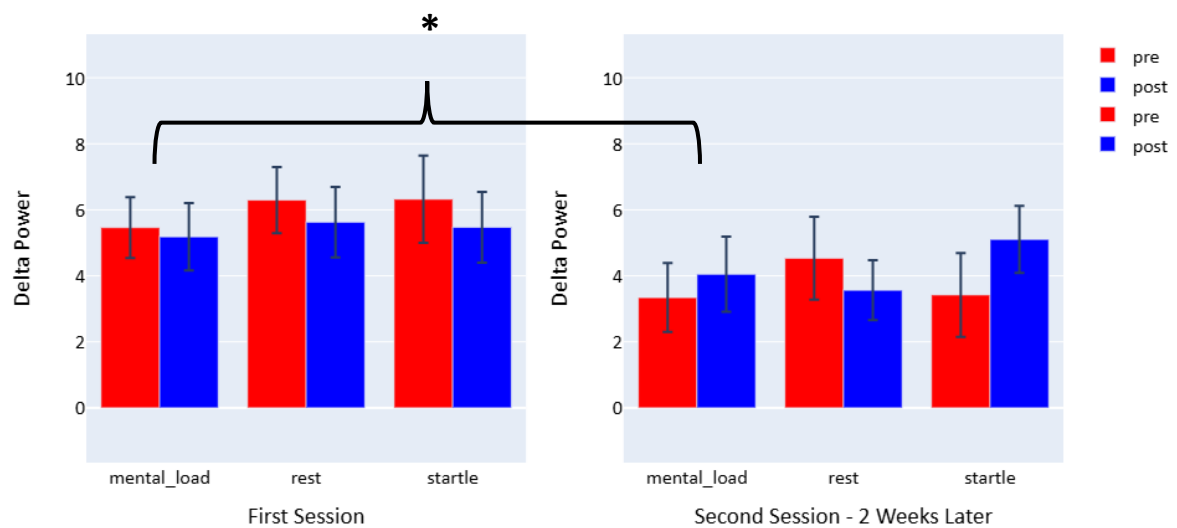 *
10
8
6
4
2
0
Delta Power
mental_load rest startle
First Session
10
8
6
4
2
0
Delta Power
mental_load rest startle
Second Session - 2 Weeks Later
pre
post
pre
post